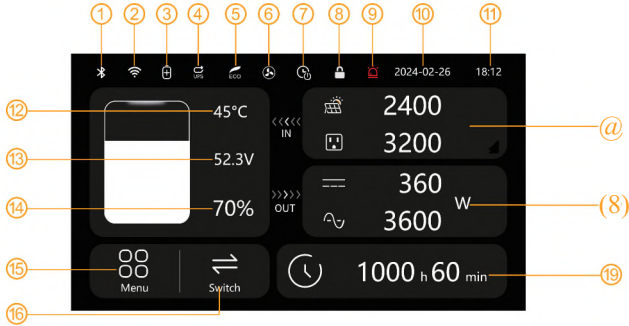 ① ② ③ ④ ⑤ ⑥ ⑦ ⑧ ⑨ ⑩ ⑪
UPS ECO 2024-02-26 18:12
⑫ 45°C
IN
2400
@
⑬ 52.3V
3200
⑭ 70%
OUT
360
W
(8)
3600
⑮ Menu
Switch
1000 h 60 min ⑲
⑯